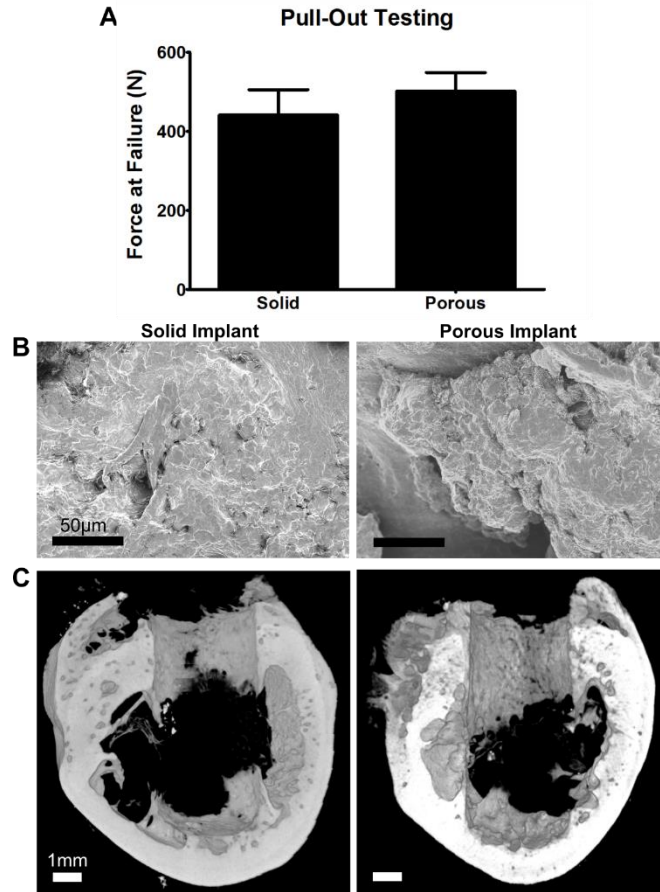 A
Pull-Out Testing
Force at Failure (N)
600
400
200
0
Solid
Porous
Solid Implant
Porous Implant
B
50µm
C
1mm